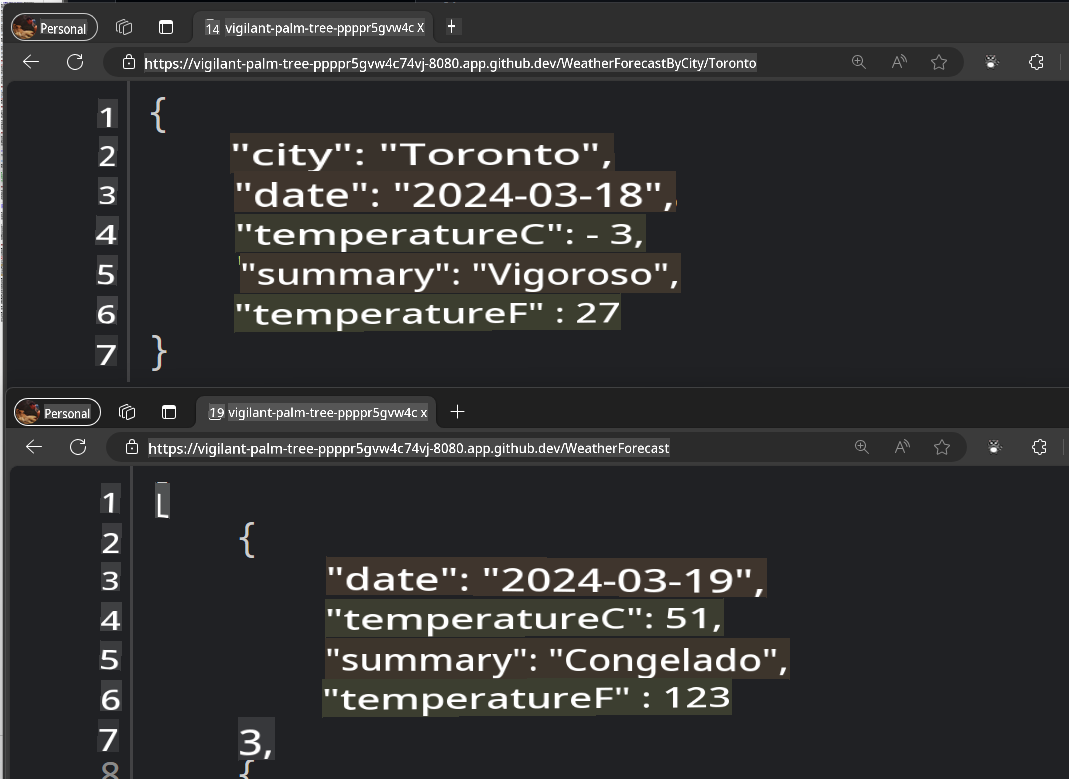 Personal
14 vigilant-palm-tree-ppppr5gvw4c X +
https://vigilant-palm-tree-ppppr5gvw4c74vj-8080.app.github.dev/WeatherForecastByCity/Toronto
1 {
2 "city": "Toronto",
3 "date": "2024-03-18",
4 "temperatureC": - 3,
5 "summary": "Vigoroso",
6 "temperatureF" : 27
7 }
Personal
19 vigilant-palm-tree-ppppr5gvw4c x +
https://vigilant-palm-tree-ppppr5gvw4c74vj-8080.app.github.dev/WeatherForecast
1 [
2 {
3 "date": "2024-03-19",
4 "temperatureC": 51,
5 "summary": "Congelado",
6 "temperatureF" : 123
7 3,
8 {